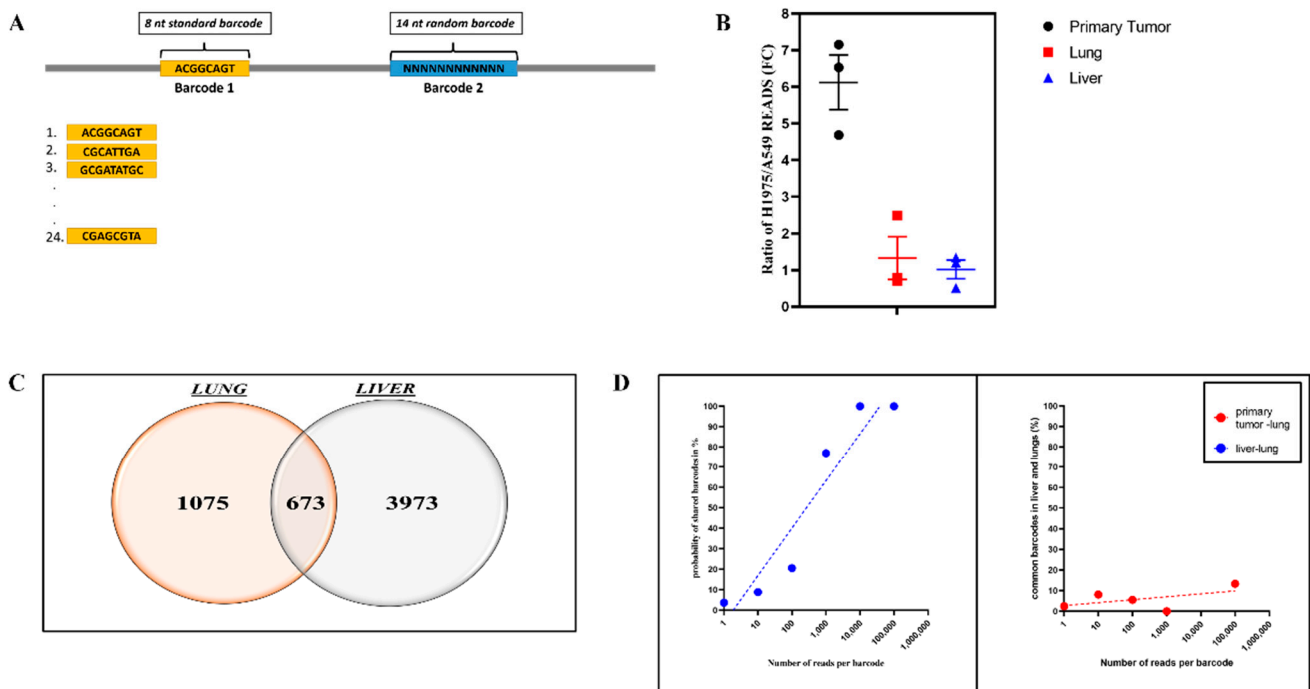 A
8 nt standard barcode
14 nt random barcode
ACGGCAGT
NNNNNNNNNNNN
Barcode 1
Barcode 2
1. ACGGCAGT
2. CGCATTGA
3. GCGATATGC
.
.
.
24. CGAGCGTA
B
Ratio of H1975/A549 READS (FC)
8
7
6
5
4
3
2
1
0
Primary Tumor
Lung
Liver
C
LUNG
LIVER
1075
673
3973
D
probability of shared barcodes in %
100
90
80
70
60
50
40
30
20
10
0
1
10
100
1,000
10,000
100,000
1,000,000
Number of reads per barcode
common barcodes in liver and lungs (%)
100
90
80
70
60
50
40
30
20
10
0
1
10
100
1,000
10,000
100,000
1,000,000
Number of reads per barcode
primary
tumor -lung
liver-lung